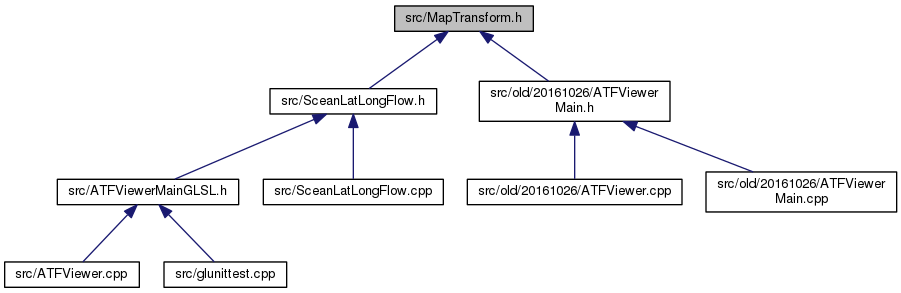 src/MapTransform.h
src/SceanLatLongFlow.h
src/old/20161026/ATFViewer
Main.h
src/ATFViewerMainGLSL.h
src/SceanLatLongFlow.cpp
src/old/20161026/ATFViewer.cpp
src/old/20161026/ATFViewer
Main.cpp
src/ATFViewer.cpp
src/glunittest.cpp